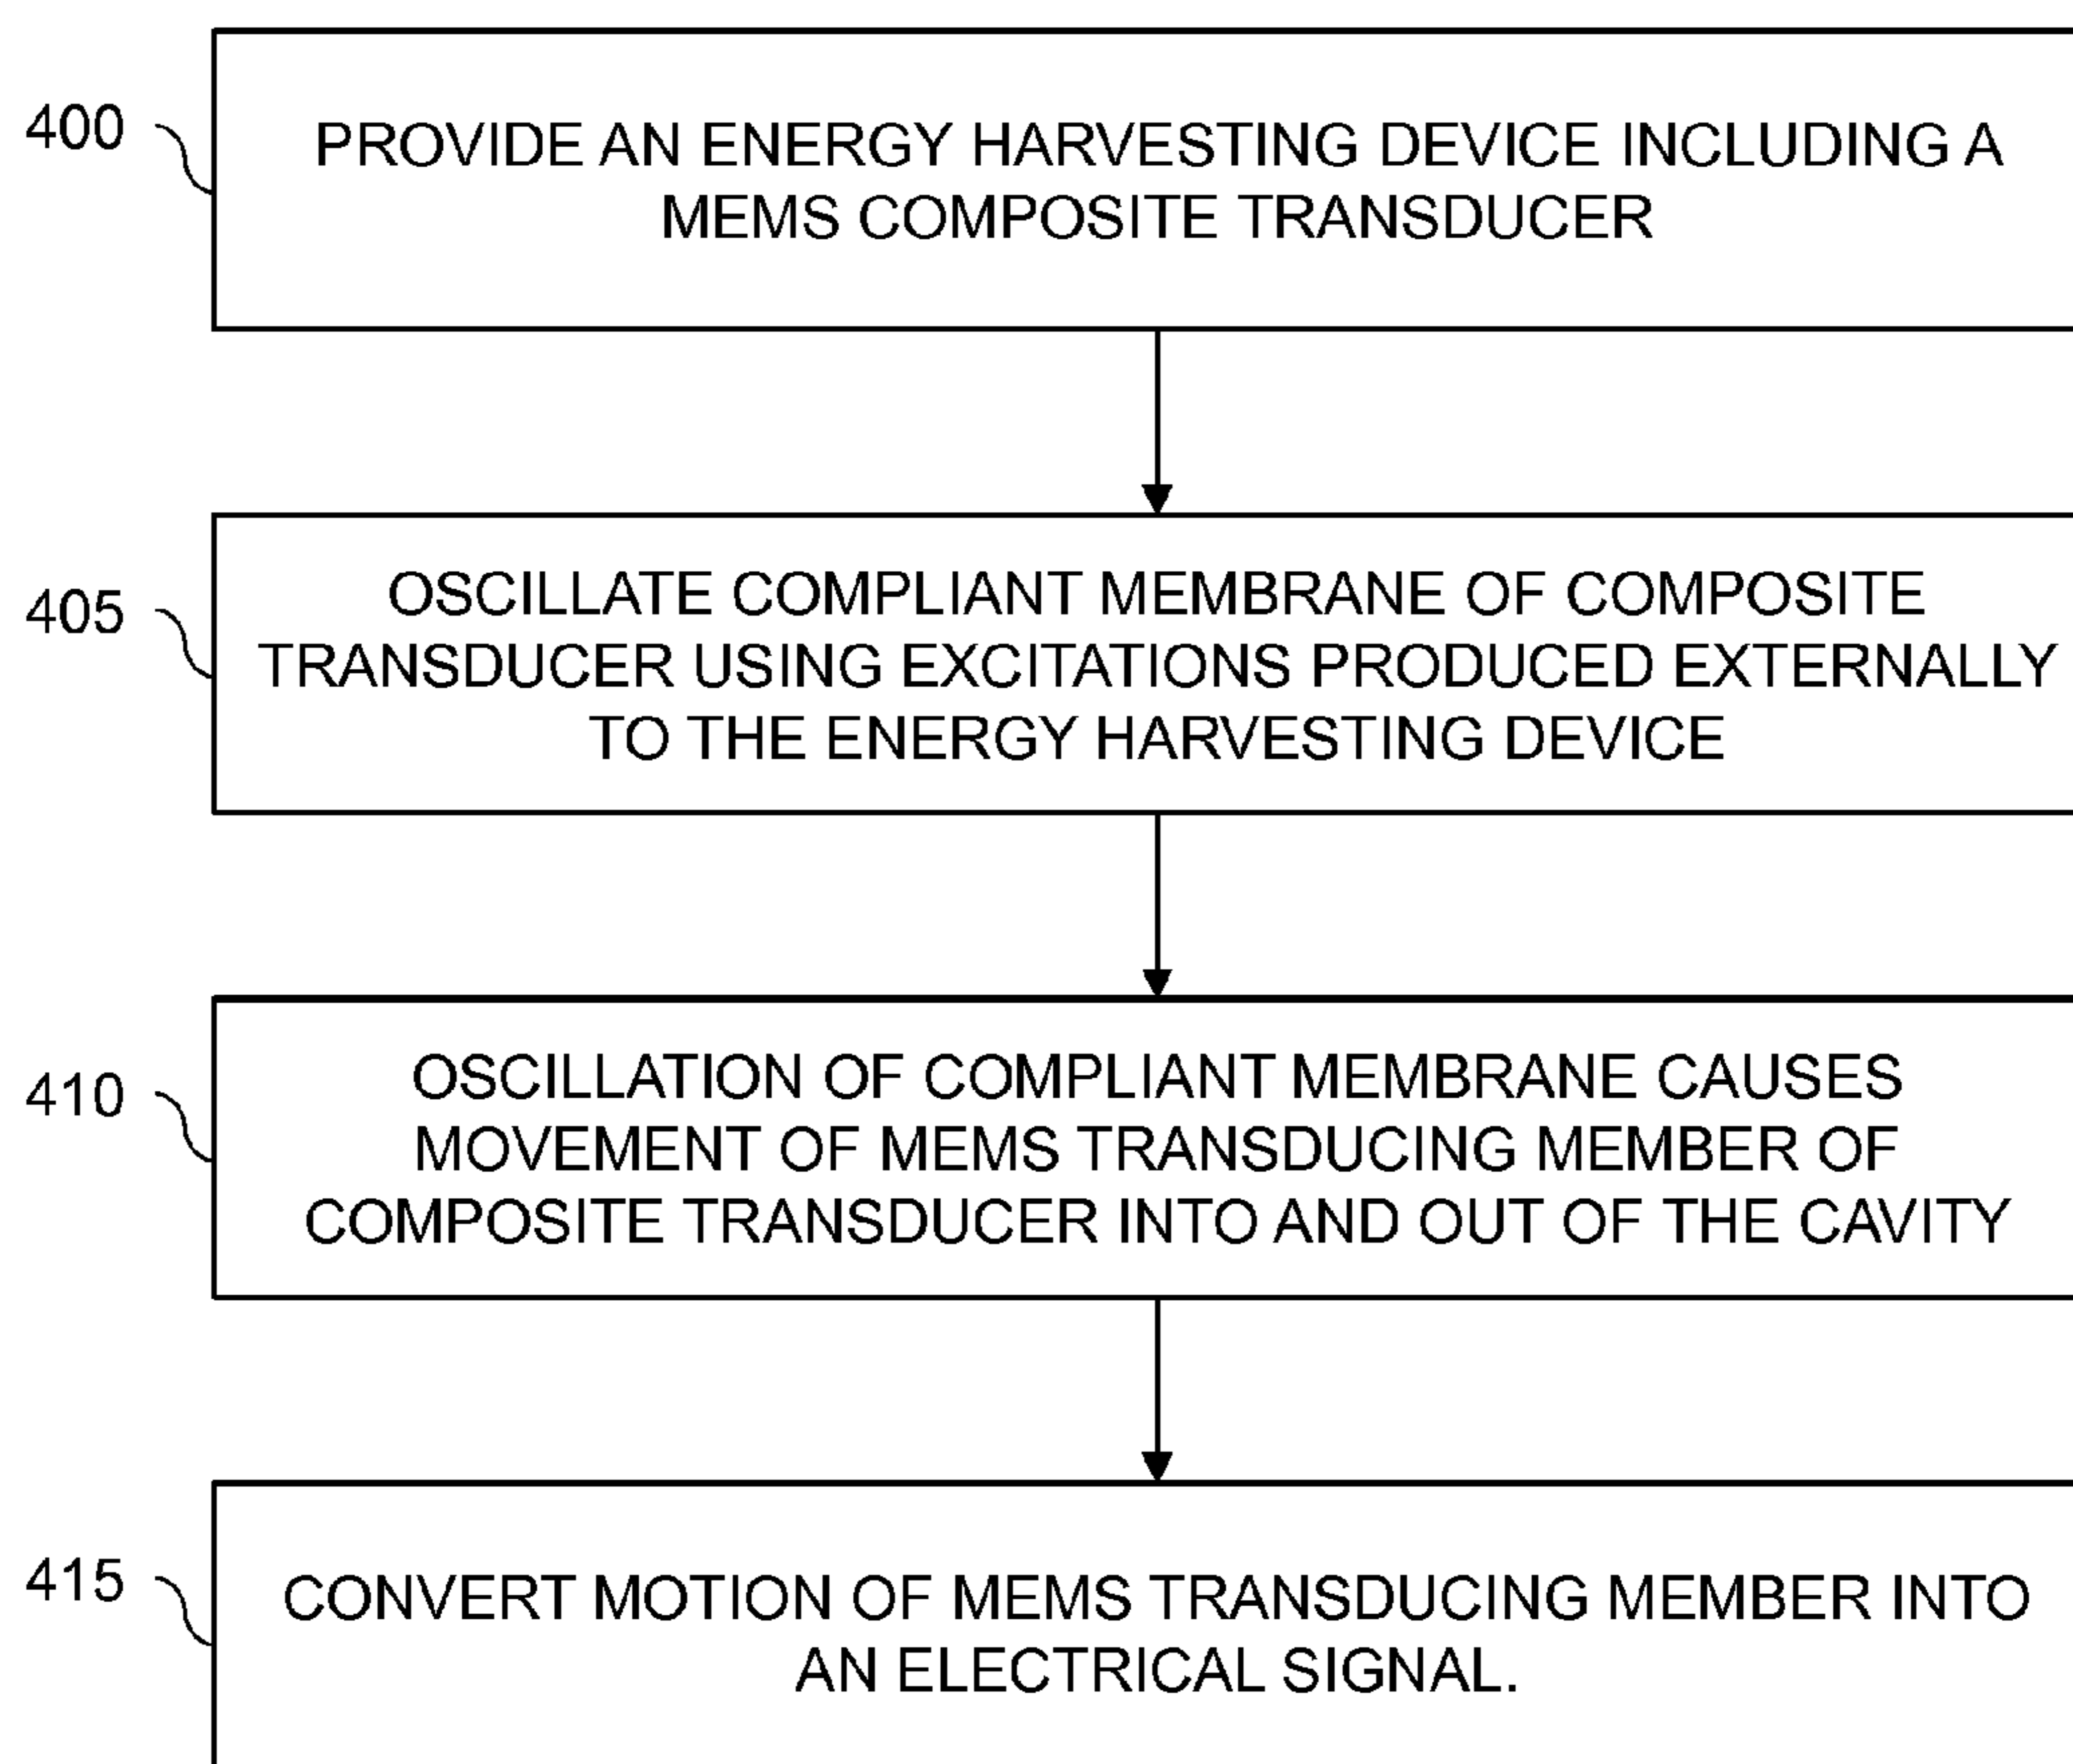 400
PROVIDE AN ENERGY HARVESTING DEVICE INCLUDING A
MEMS COMPOSITE TRANSDUCER
405
OSCILLATE COMPLIANT MEMBRANE OF COMPOSITE
TRANSDUCER USING EXCITATIONS PRODUCED EXTERNALLY
TO THE ENERGY HARVESTING DEVICE
410
OSCILLATION OF COMPLIANT MEMBRANE CAUSES
MOVEMENT OF MEMS TRANSDUCING MEMBER OF
COMPOSITE TRANSDUCER INTO AND OUT OF THE CAVITY
415
CONVERT MOTION OF MEMS TRANSDUCING MEMBER INTO
AN ELECTRICAL SIGNAL.